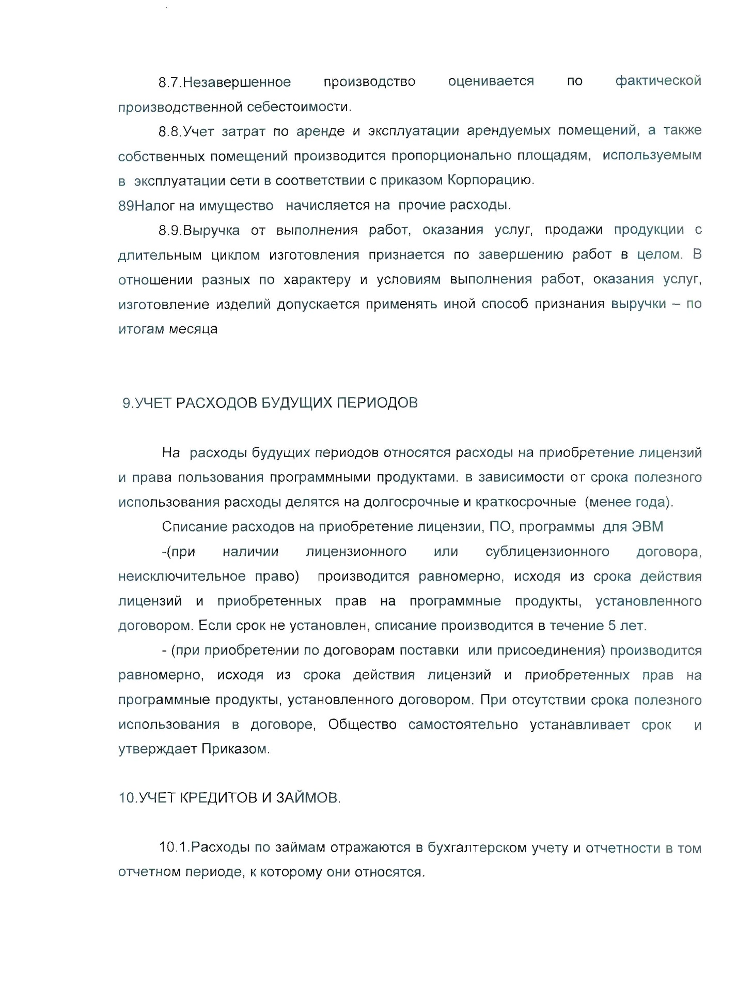 8.7.Незавершенное производство оценивается по фактической
производственной себестоимости.
8.8.Учет затрат по аренде и эксплуатации арендуемых помещений, а также
собственных помещений производится пропорционально площадям, используемым
в эксплуатации сети в соответствии с приказом Корпорацию.
89Налог на имущество начисляется на прочие расходы.
8.9.Выручка от выполнения работ, оказания услуг, продажи продукции с
длительным циклом изготовления признается по завершению работ в целом. В
отношении разных по характеру и условиям выполнения работ, оказания услуг,
изготовление изделий допускается применять иной способ признания выручки – по
итогам месяца
9.УЧЕТ РАСХОДОВ БУДУЩИХ ПЕРИОДОВ
На расходы будущих периодов относятся расходы на приобретение лицензий
и права пользования программными продуктами. в зависимости от срока полезного
использования расходы делятся на долгосрочные и краткосрочные (менее года).
Списание расходов на приобретение лицензии, ПО, программы для ЭВМ
-(при наличии лицензионного или сублицензионного договора,
неисключительное право) производится равномерно, исходя из срока действия
лицензий и приобретенных прав на программные продукты, установленного
договором. Если срок не установлен, списание производится в течение 5 лет.
- (при приобретении по договорам поставки или присоединения) производится
равномерно, исходя из срока действия лицензий и приобретенных прав на
программные продукты, установленного договором. При отсутствии срока полезного
использования в договоре, Общество самостоятельно устанавливает срок и
утверждает Приказом.
10.УЧЕТ КРЕДИТОВ И ЗАЙМОВ.
10.1.Расходы по займам отражаются в бухгалтерском учету и отчетности в том
отчетном периоде, к которому они относятся.